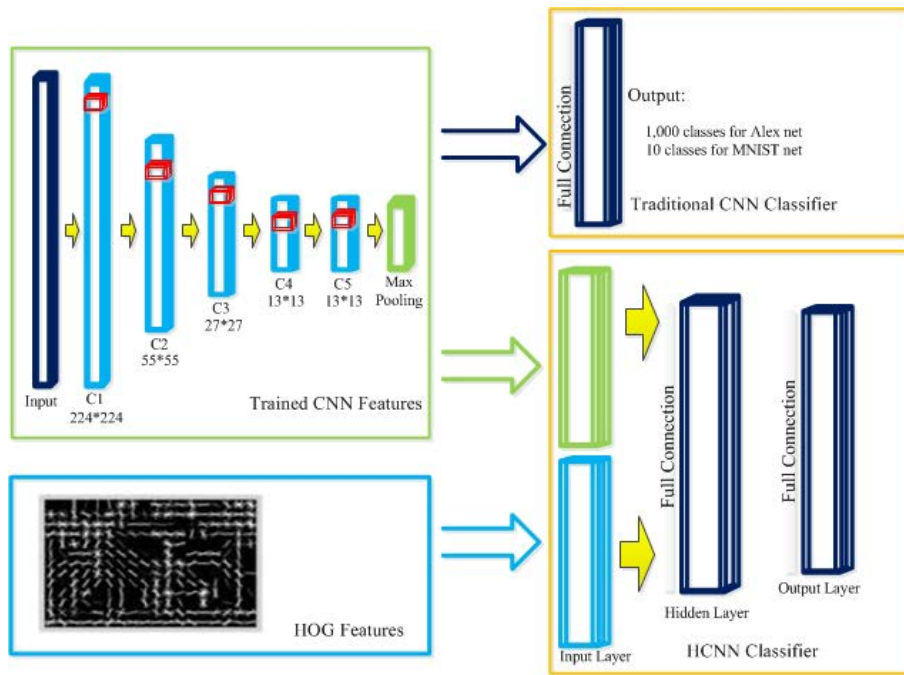 Input
C1
224*224
C2
55*55
C3
27*27
C4
13*13
C5
13*13
Max
Pooling
Trained CNN Features
HOG Features
Full Connection
Output:
1,000 classes for Alex net
10 classes for MNIST net
Traditional CNN Classifier
Input Layer
Full Connection
Hidden Layer
Full Connection
Output Layer
HCNN Classifier